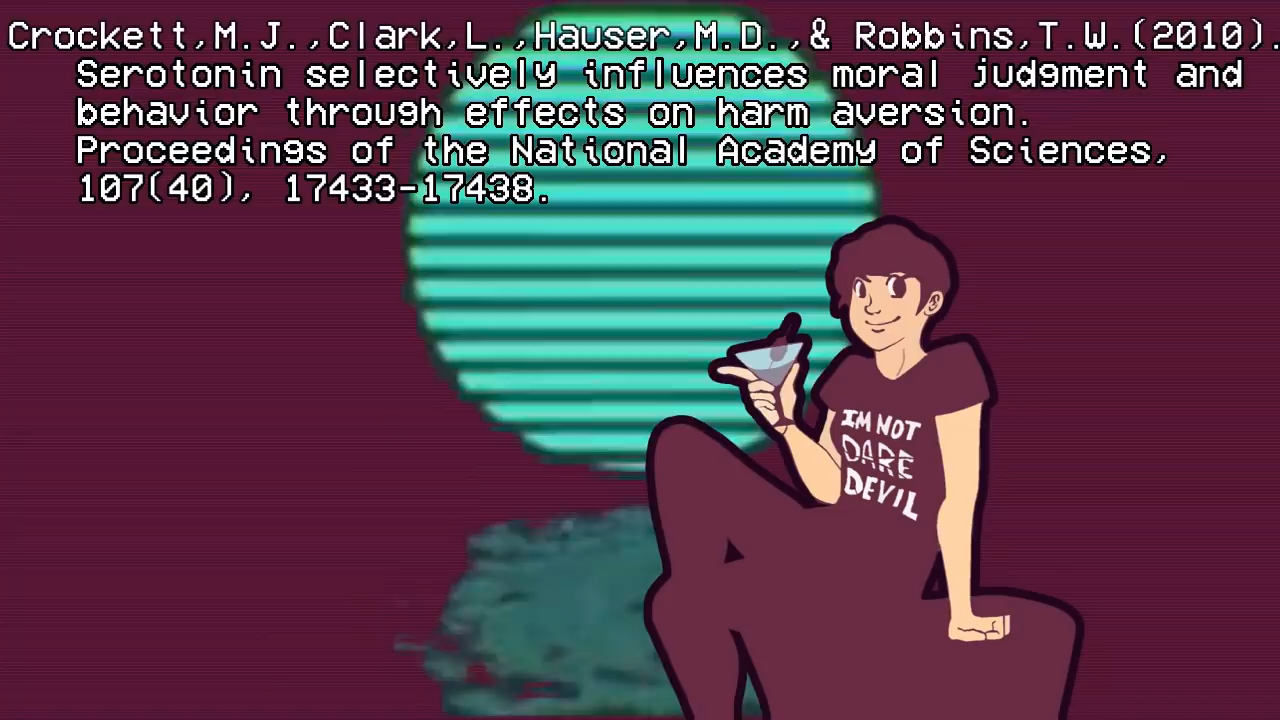 Crockett,M.J.,Clark,L.,Hauser,M.D.,& Robbins,T.W.(2010).
Serotonin selectively influences moral judgment and
behavior through effects on harm aversion.
Proceedings of the National Academy of Sciences,
107(40), 17433-17438.
IM NOT
DARE
DEVIL